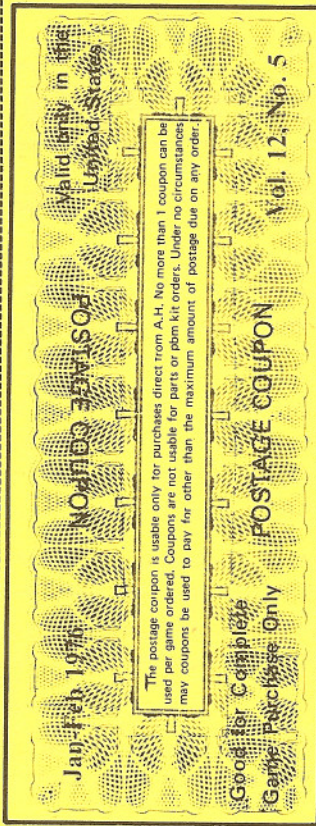 Jan-Feb 1976
POSTAGE COUPON
Valid only in the
United States
The postage coupon is usable only for purchases direct from A.H. No more than 1 coupon can be
used per game ordered. Coupons are not usable for parts or pbm kit orders. Under no circumstances
may coupons be used to pay for other than the maximum amount of postage due on any order.
Good for Complete
Game Purchase Only
POSTAGE COUPON
Vol. 12, No. 5